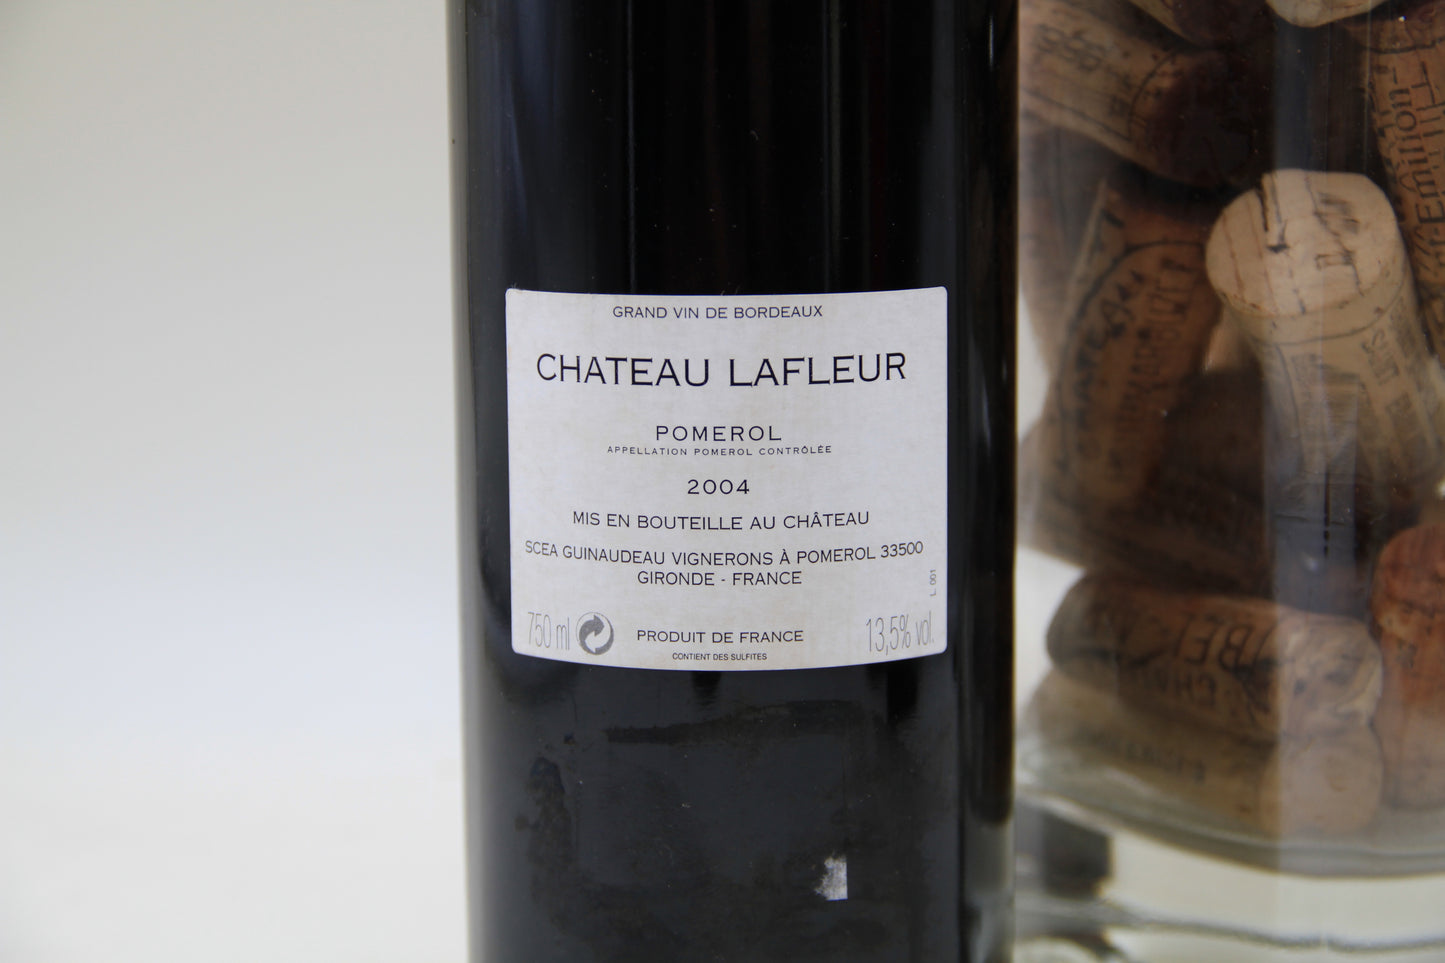 GRAND VIN DE BORDEAUX
CHATEAU LAFLEUR
POMEROL
APPELLATION POMEROL CONTRÔLÉE
2004
MIS EN BOUTEILLE AU CHÂTEAU
SCEA GUINAUDEAU VIGNERONS À POMEROL 33500
GIRONDE - FRANCE
L 001
750 ml
PRODUIT DE FRANCE
13,5% vol.
CONTIENT DES SULFITES